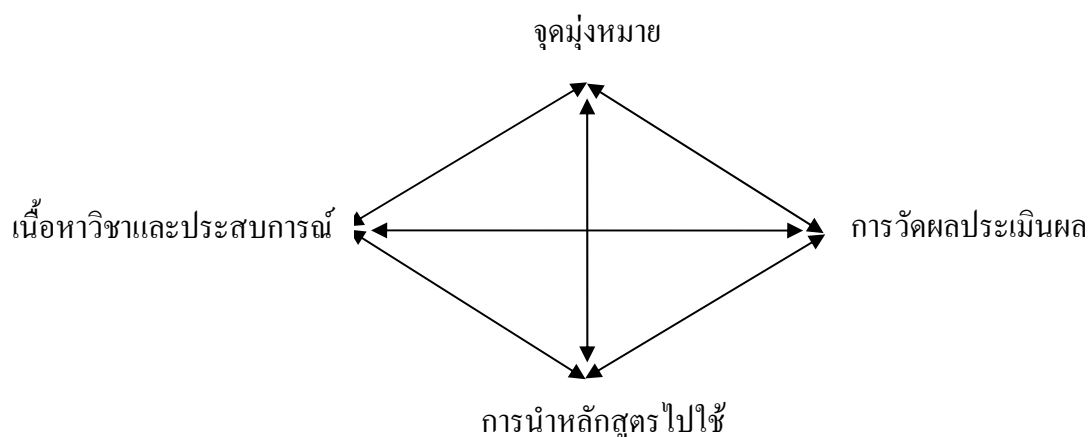 จุดมุ่งหมาย
เนื้อหาวิชาและประสบการณ์
การวัดผลประเมินผล
การนำหลักสูตรไปใช้